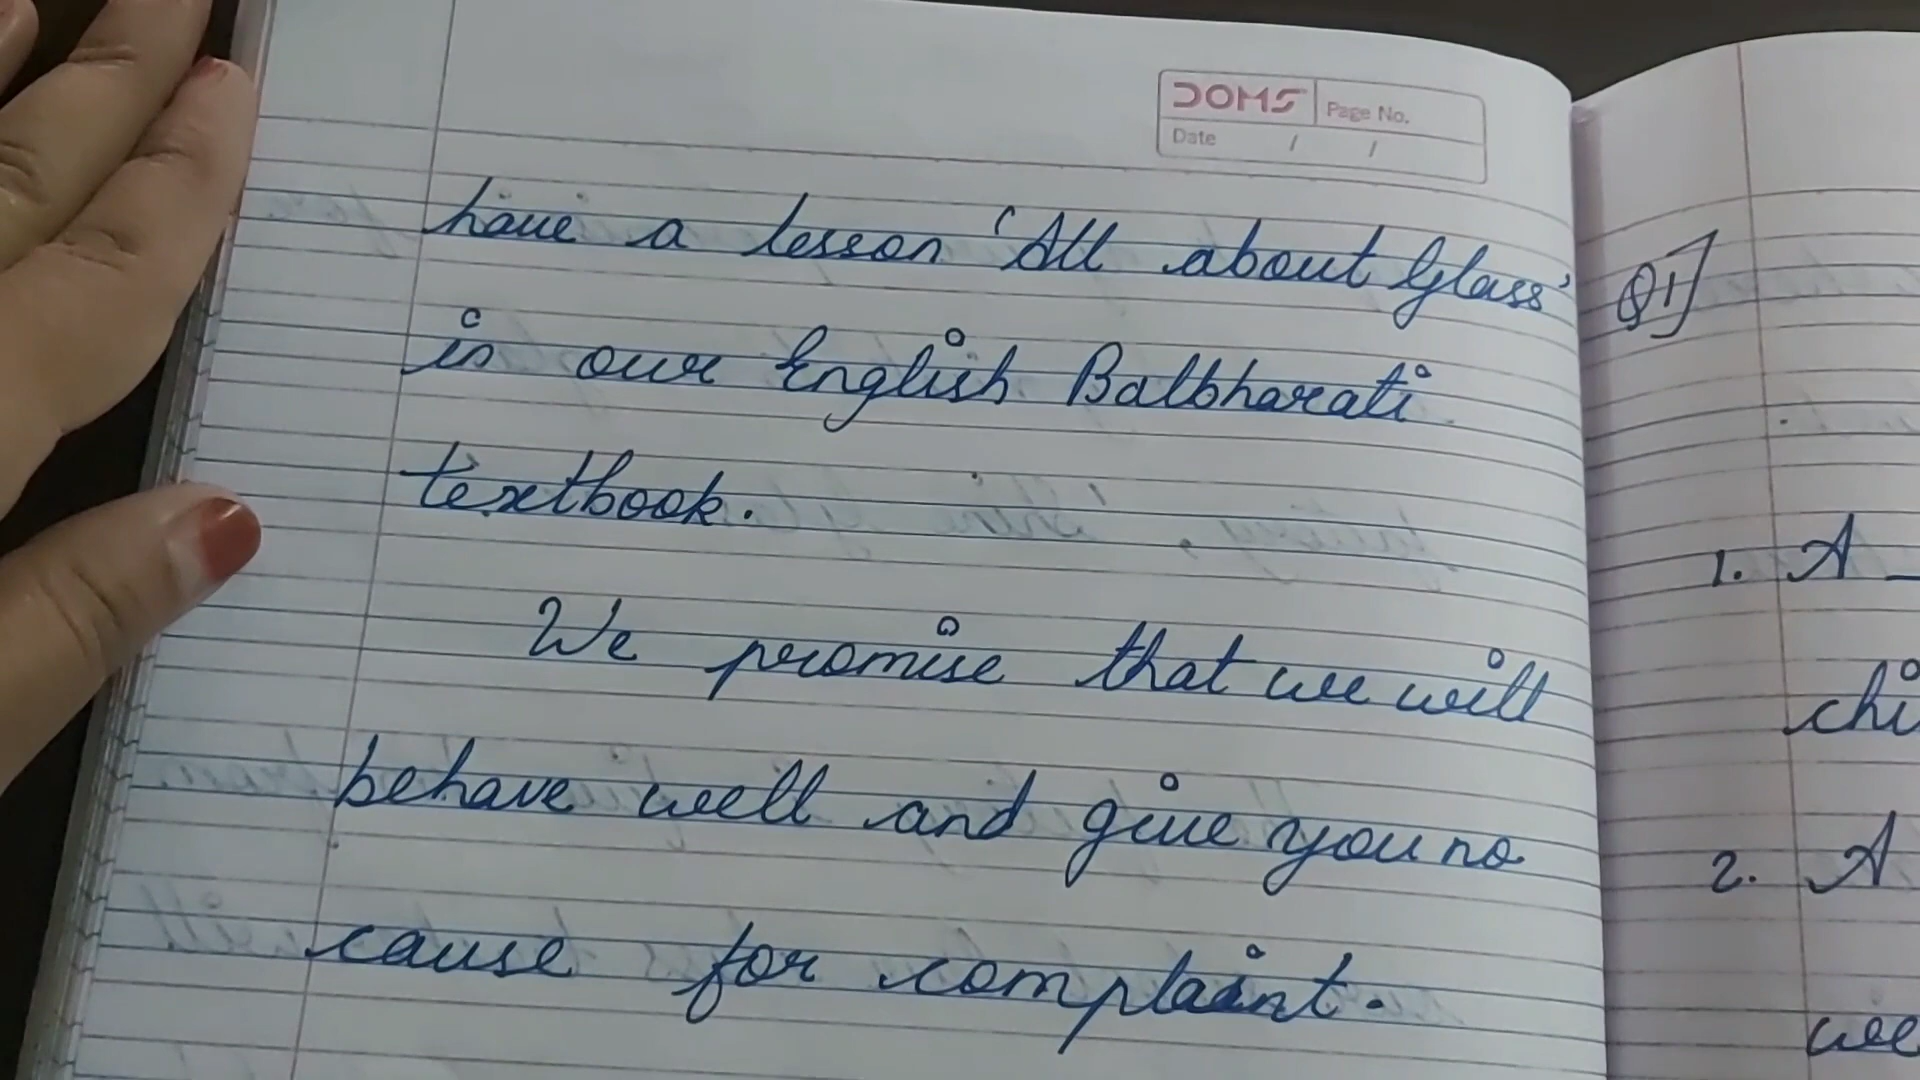 DOMS Page No.
Date / /
have a lesson 'All about Glass'
in our English Balbharati
textbook.
We promise that we will
behave well and give you no
cause for complaint.
Q1]
1. A
chi
2. A
we